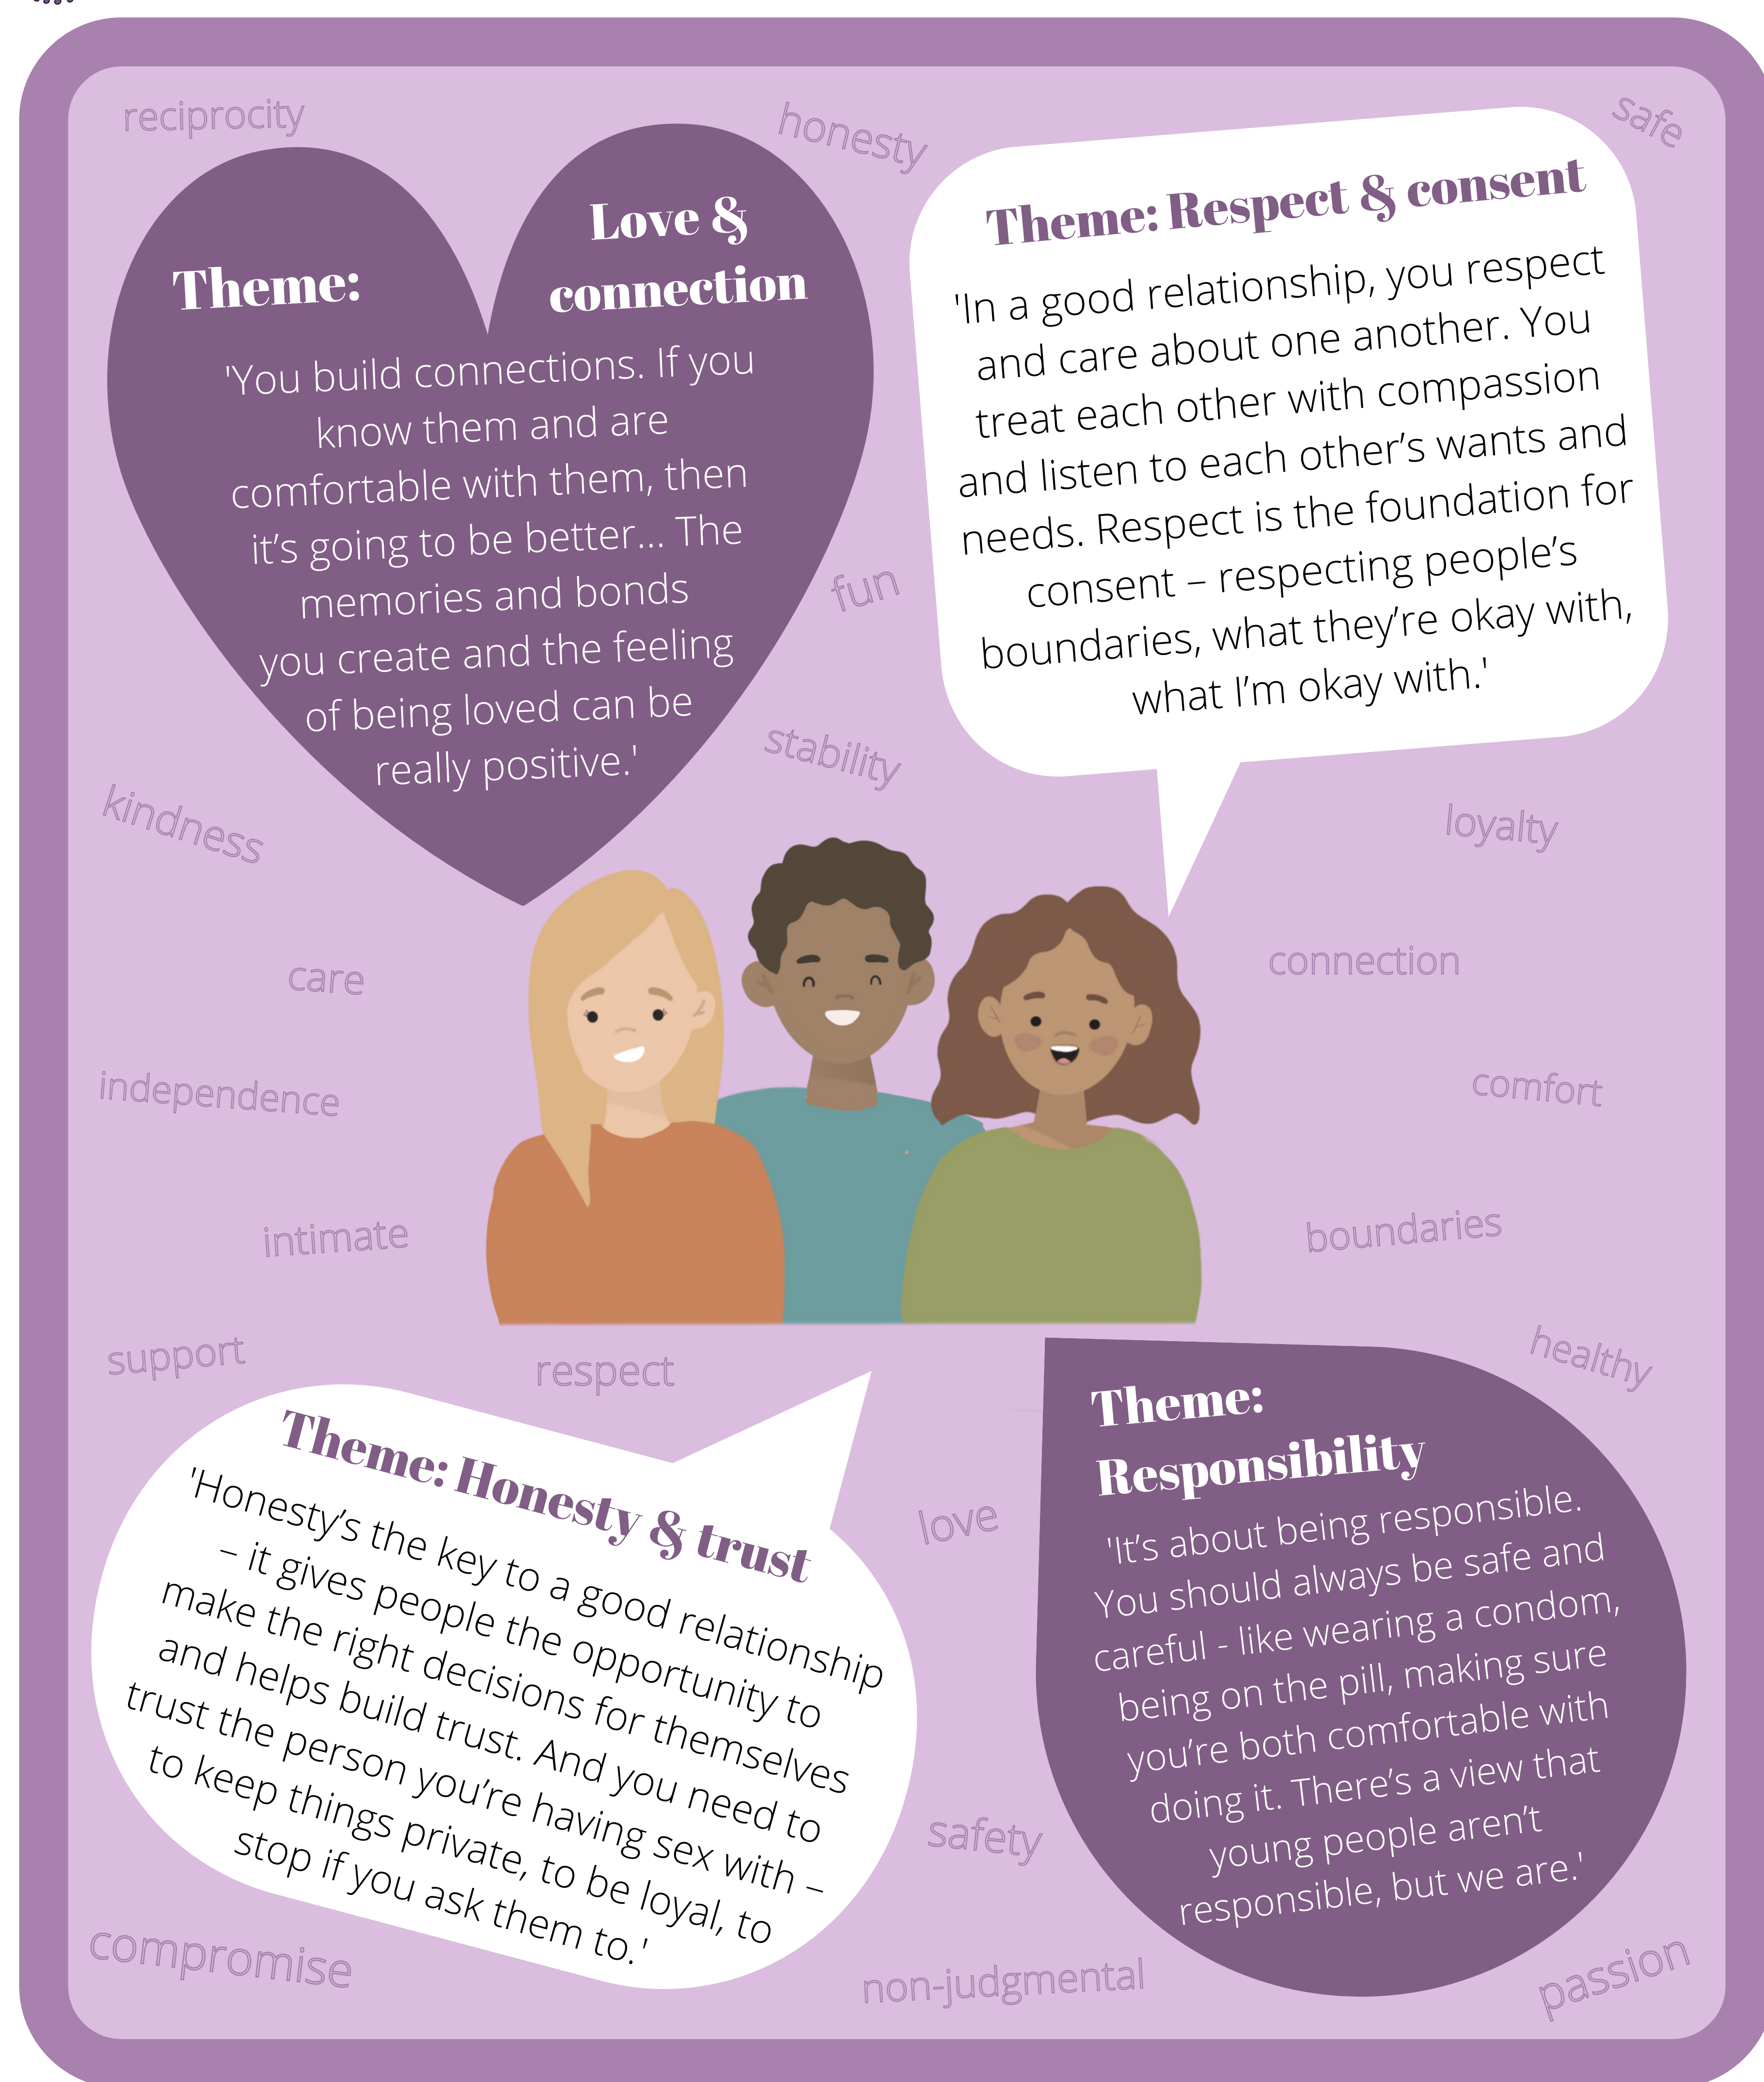 reciprocity
honesty
safe
Theme:
Love &
connection
'You build connections. If you
know them and are
comfortable with them, then
it’s going to be better... The
memories and bonds
you create and the feeling
of being loved can be
really positive.'
Theme: Respect & consent
'In a good relationship, you respect
and care about one another. You
treat each other with compassion
and listen to each other’s wants and
needs. Respect is the foundation for
consent – respecting people’s
boundaries, what they’re okay with,
what I’m okay with.'
fun
stability
kindness
loyalty
care
connection
independence
comfort
intimate
boundaries
support
respect
healthy
Theme: Honesty & trust
'Honesty’s the key to a good relationship
– it gives people the opportunity to
make the right decisions for themselves
and helps build trust. And you need to
trust the person you’re having sex with –
to keep things private, to be loyal, to
stop if you ask them to.'
love
Theme:
Responsibility
'It’s about being responsible.
You should always be safe and
careful - like wearing a condom,
being on the pill, making sure
you’re both comfortable with
doing it. There’s a view that
young people aren’t
responsible, but we are.'
safety
compromise
non-judgmental
passion